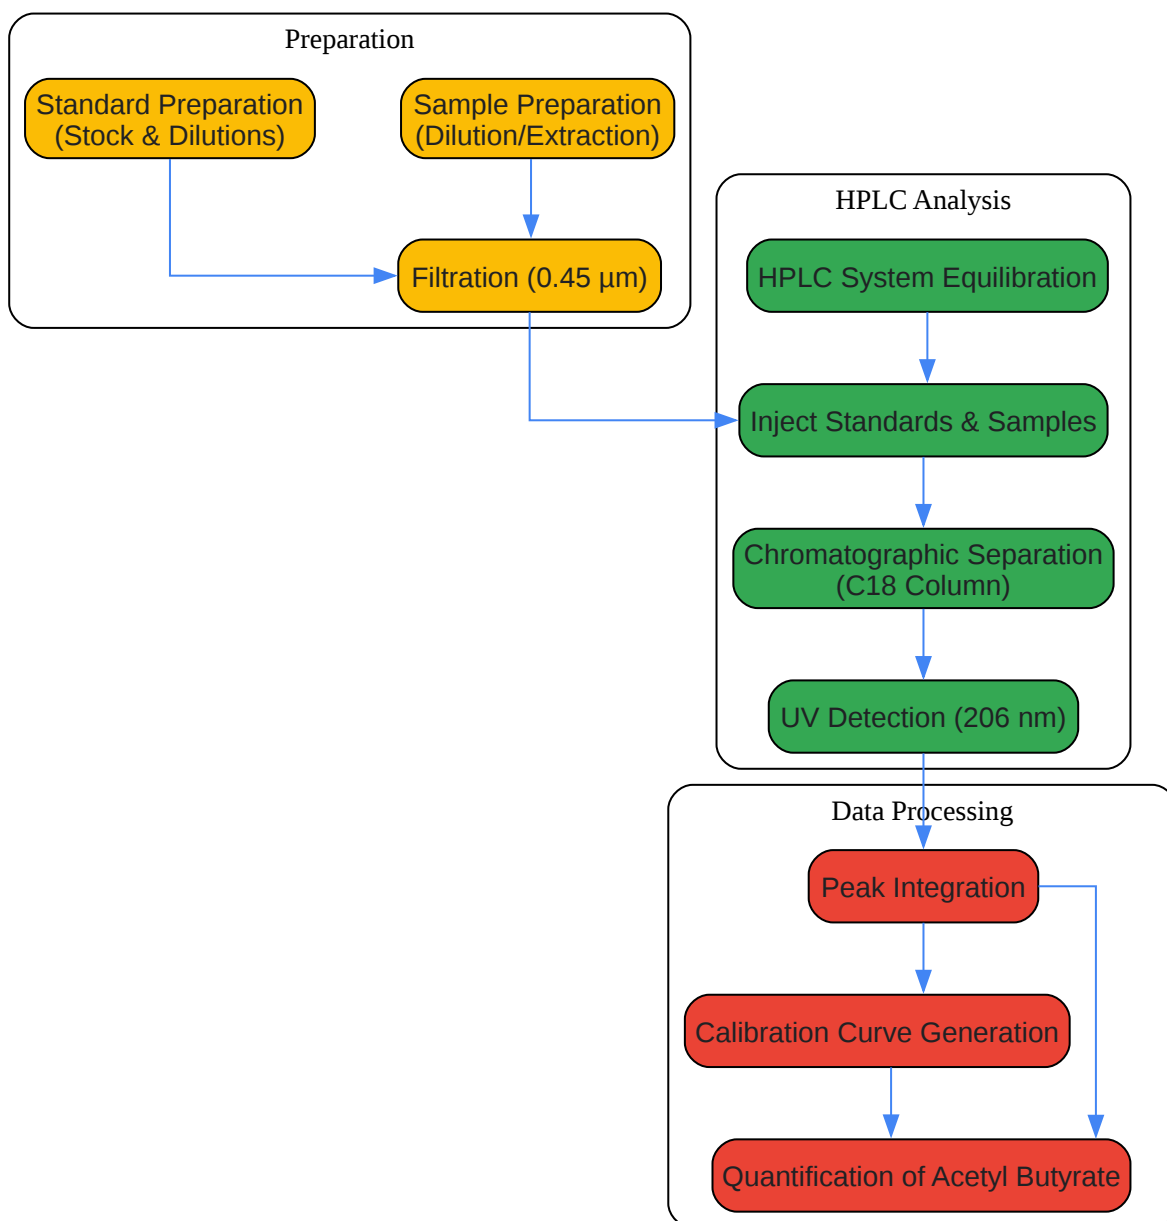 Preparation
Standard Preparation
(Stock & Dilutions)
Sample Preparation
(Dilution/Extraction)
Filtration (0.45 µm)
HPLC Analysis
HPLC System Equilibration
Inject Standards & Samples
Chromatographic Separation
(C18 Column)
UV Detection (206 nm)
Data Processing
Peak Integration
Calibration Curve Generation
Quantification of Acetyl Butyrate